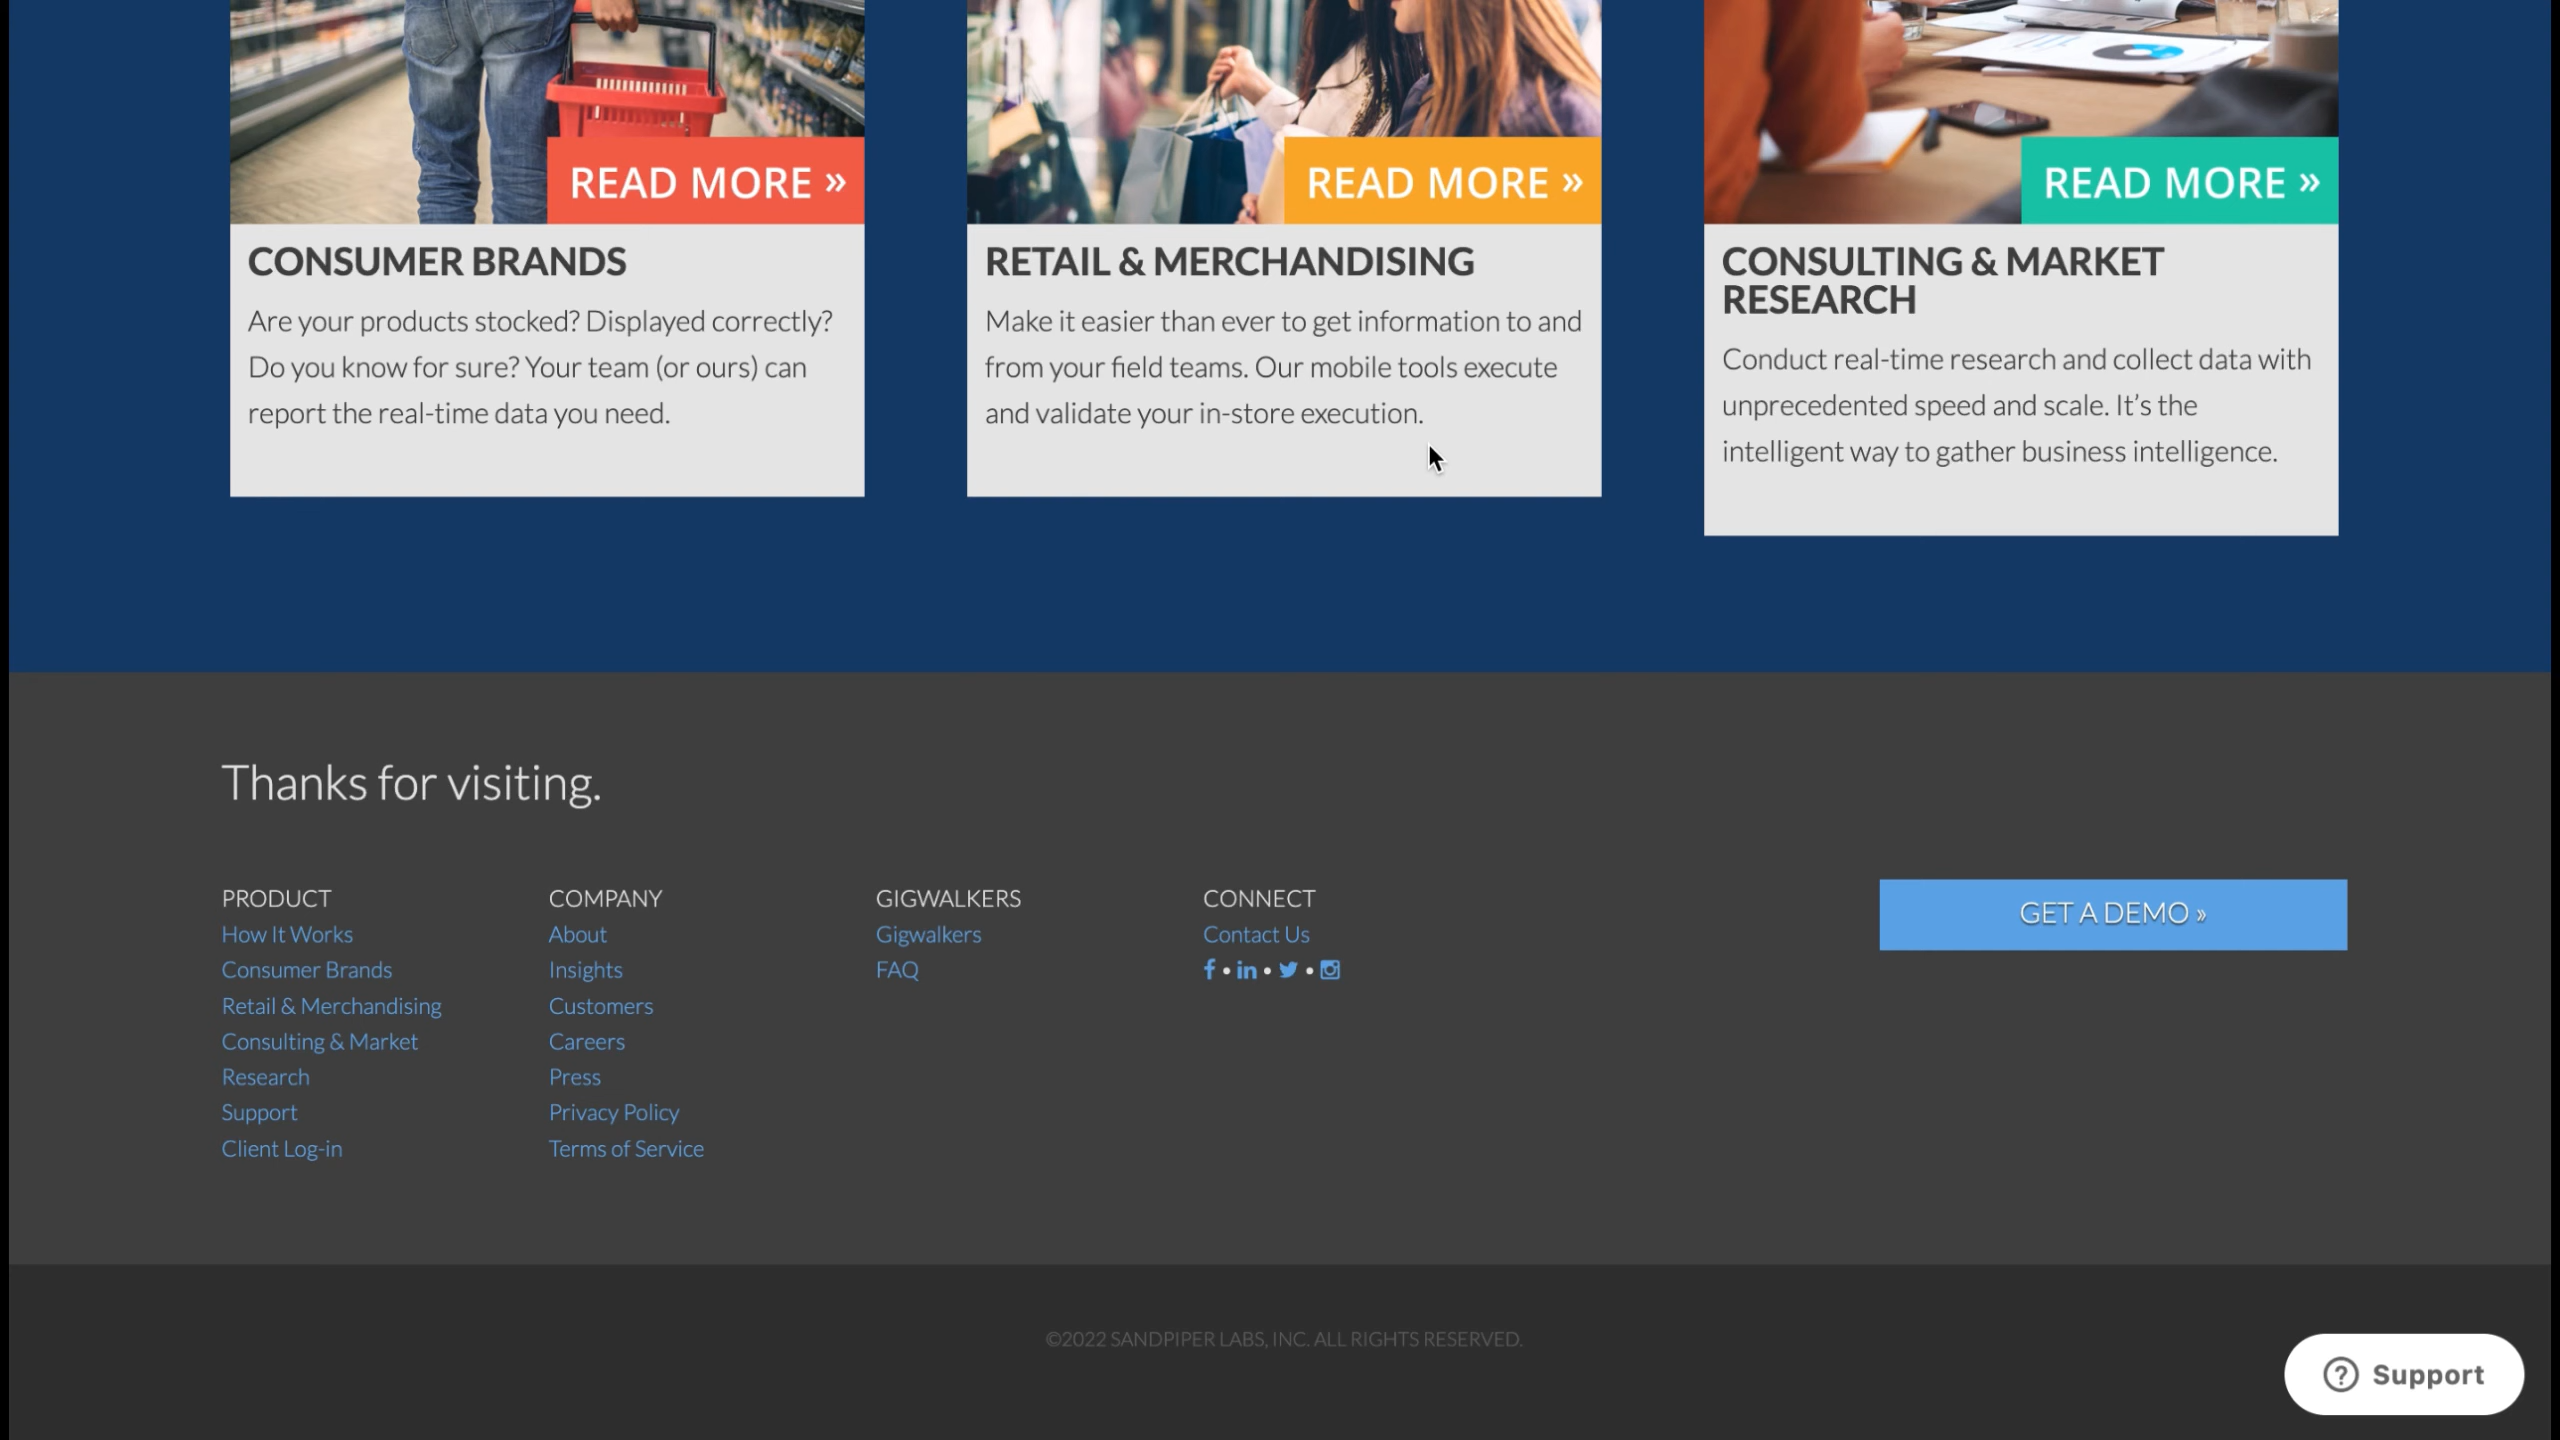 READ MORE »
CONSUMER BRANDS
Are your products stocked? Displayed correctly?
Do you know for sure? Your team (or ours) can
report the real-time data you need.
READ MORE »
RETAIL & MERCHANDISING
Make it easier than ever to get information to and
from your field teams. Our mobile tools execute
and validate your in-store execution.
READ MORE »
CONSULTING & MARKET
RESEARCH
Conduct real-time research and collect data with
unprecedented speed and scale. It's the
intelligent way to gather business intelligence.
Thanks for visiting.
PRODUCT
How It Works
Consumer Brands
Retail & Merchandising
Consulting & Market
Research
Support
Client Log-in
COMPANY
About
Insights
Customers
Careers
Press
Privacy Policy
Terms of Service
GIGWALKERS
Gigwalkers
FAQ
CONNECT
Contact Us
GET A DEMO »
©2022 SANDPIPER LABS, INC. ALL RIGHTS RESERVED.
Support